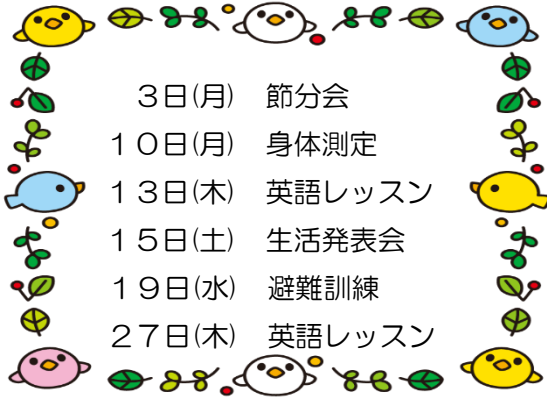 ３日(月)　節分会
１０日(月)　身体測定
１３日(木)　英語レッスン
１５日(土)　生活発表会
１９日(水)　避難訓練
２７日(木)　英語レッスン